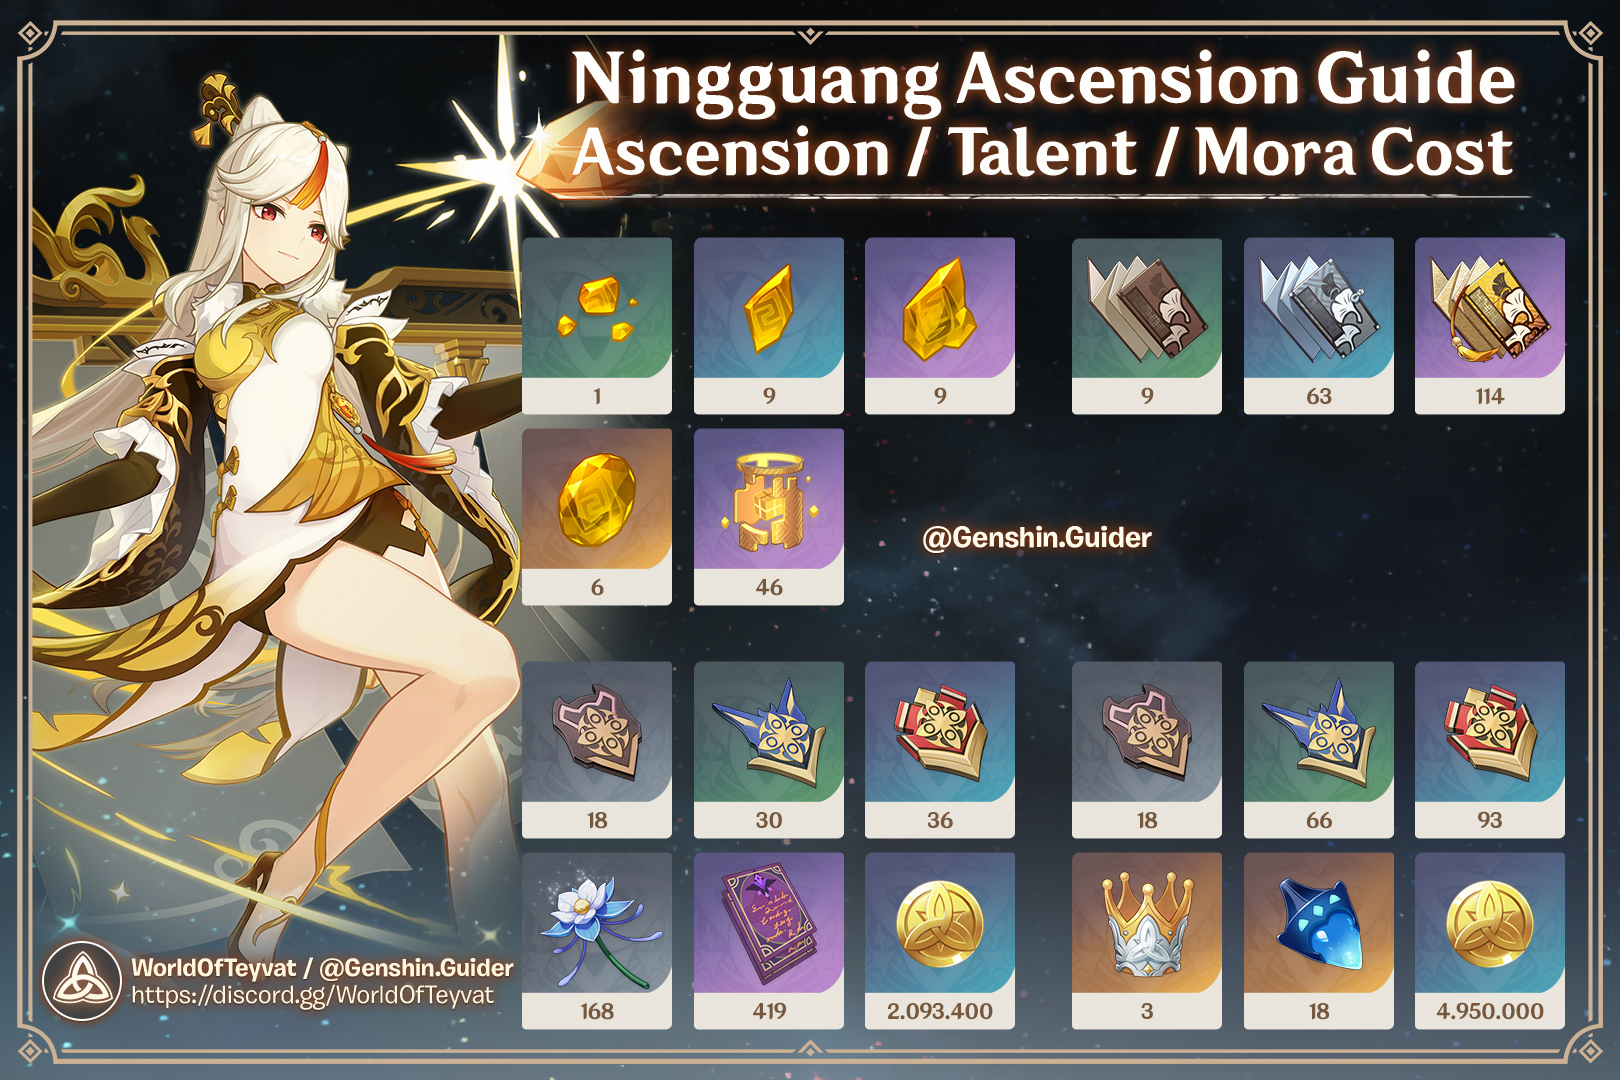 Ningguang Ascension Guide
Ascension / Talent / Mora Cost
1 9 9 9 63 114
6 46
@Genshin.Guider
18 30 36 18 66 93
168 419 2.093.400 3 18 4.950.000
WorldOfTeyvat / @Genshin.Guider
https://discord.gg/WorldOfTeyvat